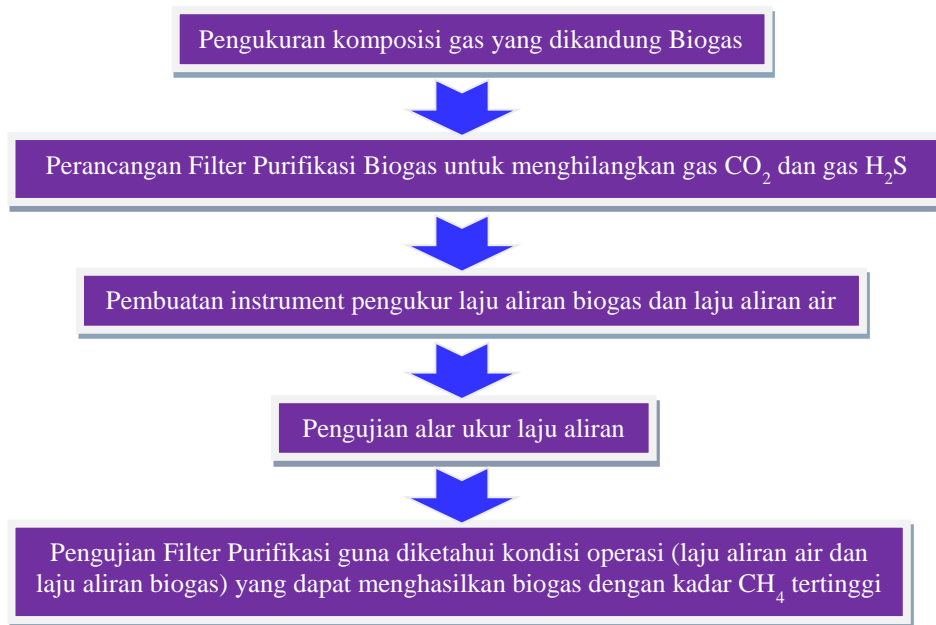 Pengukuran komposisi gas yang dikandung Biogas
Perancangan Filter Purifikasi Biogas untuk menghilangkan gas CO₂ dan gas H₂S
Pembuatan instrument pengukur laju aliran biogas dan laju aliran air
Pengujian alar ukur laju aliran
Pengujian Filter Purifikasi guna diketahui kondisi operasi (laju aliran air dan
laju aliran biogas) yang dapat menghasilkan biogas dengan kadar CH₄ tertinggi